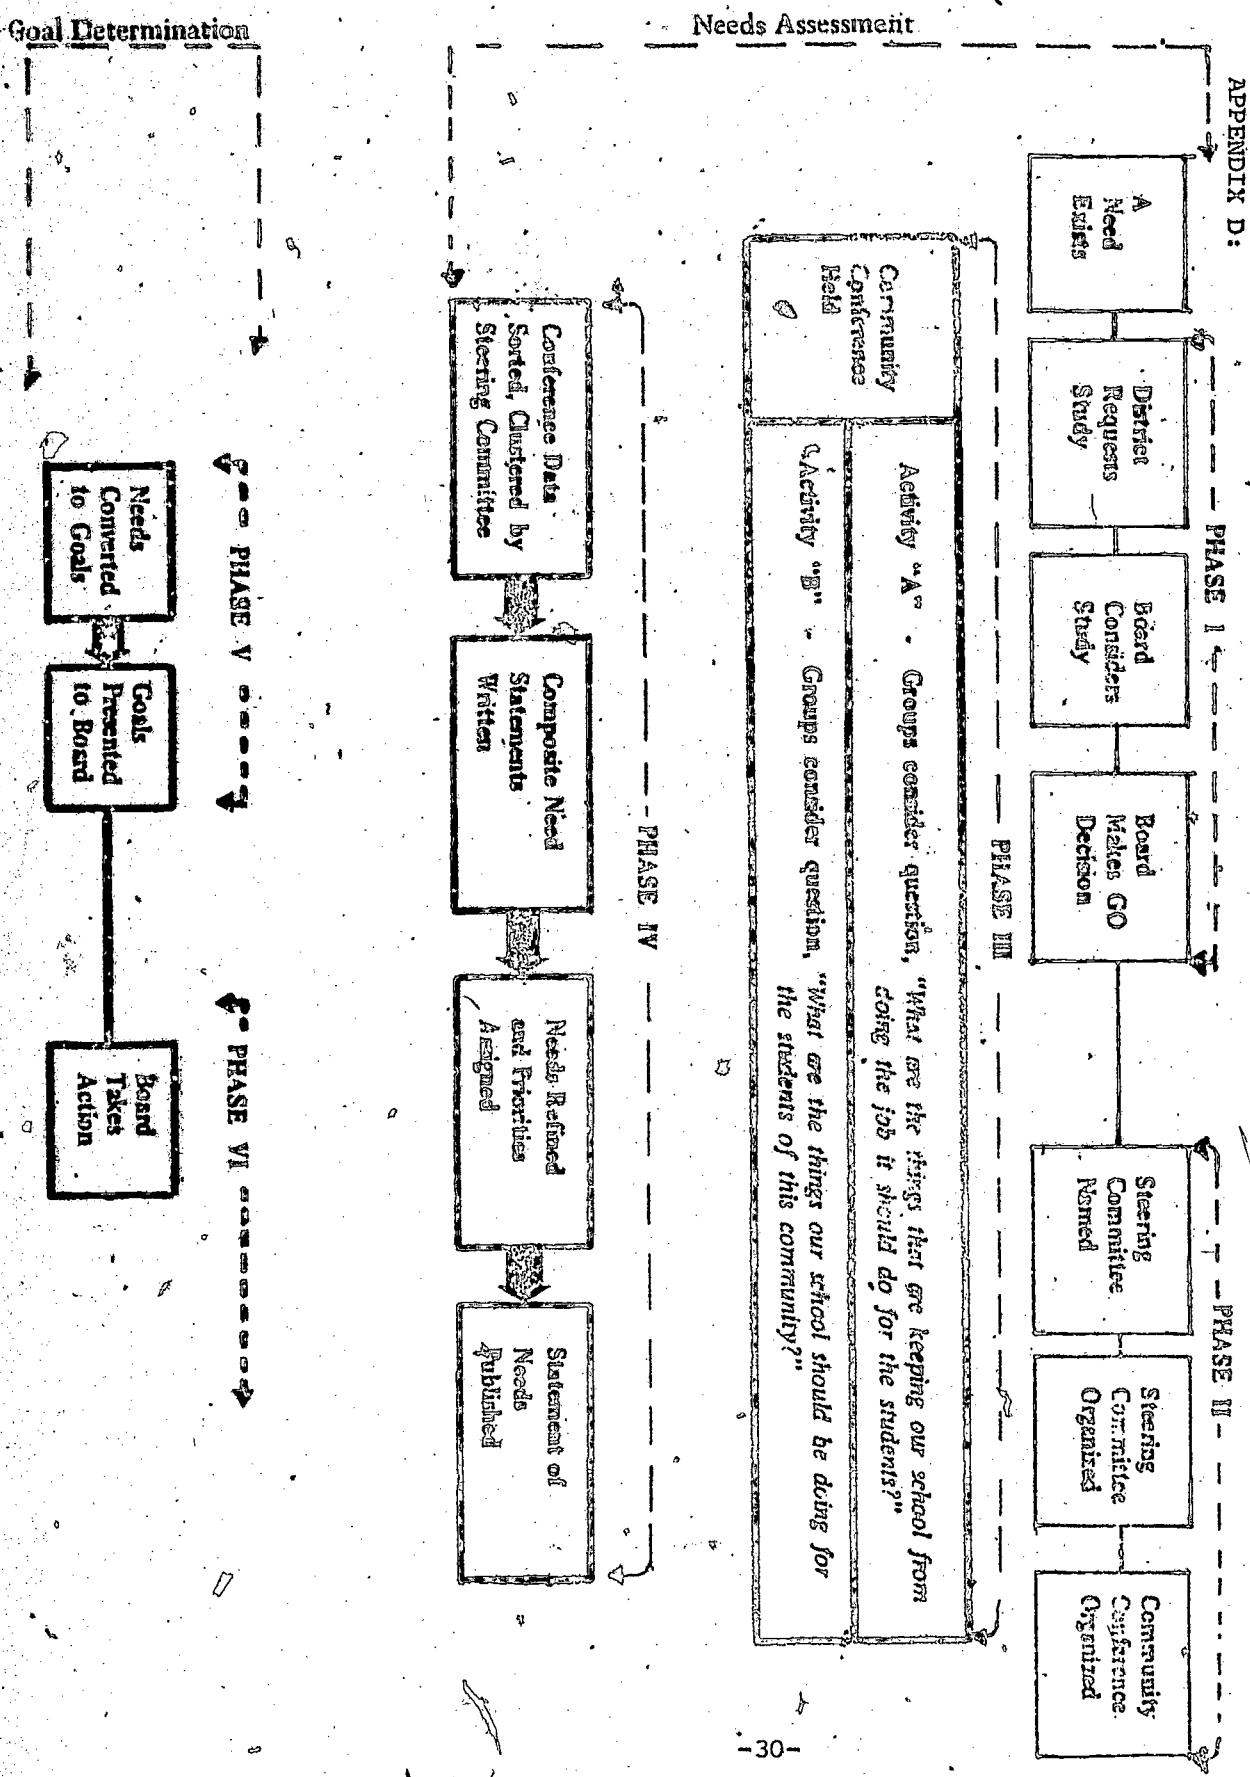 APPENDIX D:
Needs Assessment
PHASE I
PHASE II
A
Need
Exists
District
Requests
Study
Board
Considers
Study
Board
Makes GO
Decision
Steering
Committee
Named
Steering
Committee
Organized
Community
Conference
Organized
PHASE III
Community
Conference
Held
Activity "A" - Groups consider question, "What are the things that are keeping our school from
doing the job it should do for the students?"
Activity "B" - Groups consider question, "What are the things our school should be doing for
the students of this community?"
PHASE IV
Conference Data
Sorted, Clustered by
Steering Committee
Composite Need
Statements
Written
Needs Refined
and Priorities
Assigned
Statement of
Needs
Published
Goal Determination
PHASE V
PHASE VI
Needs
Converted
to Goals
Goals
Presented
to Board
Board
Takes
Action
-30-